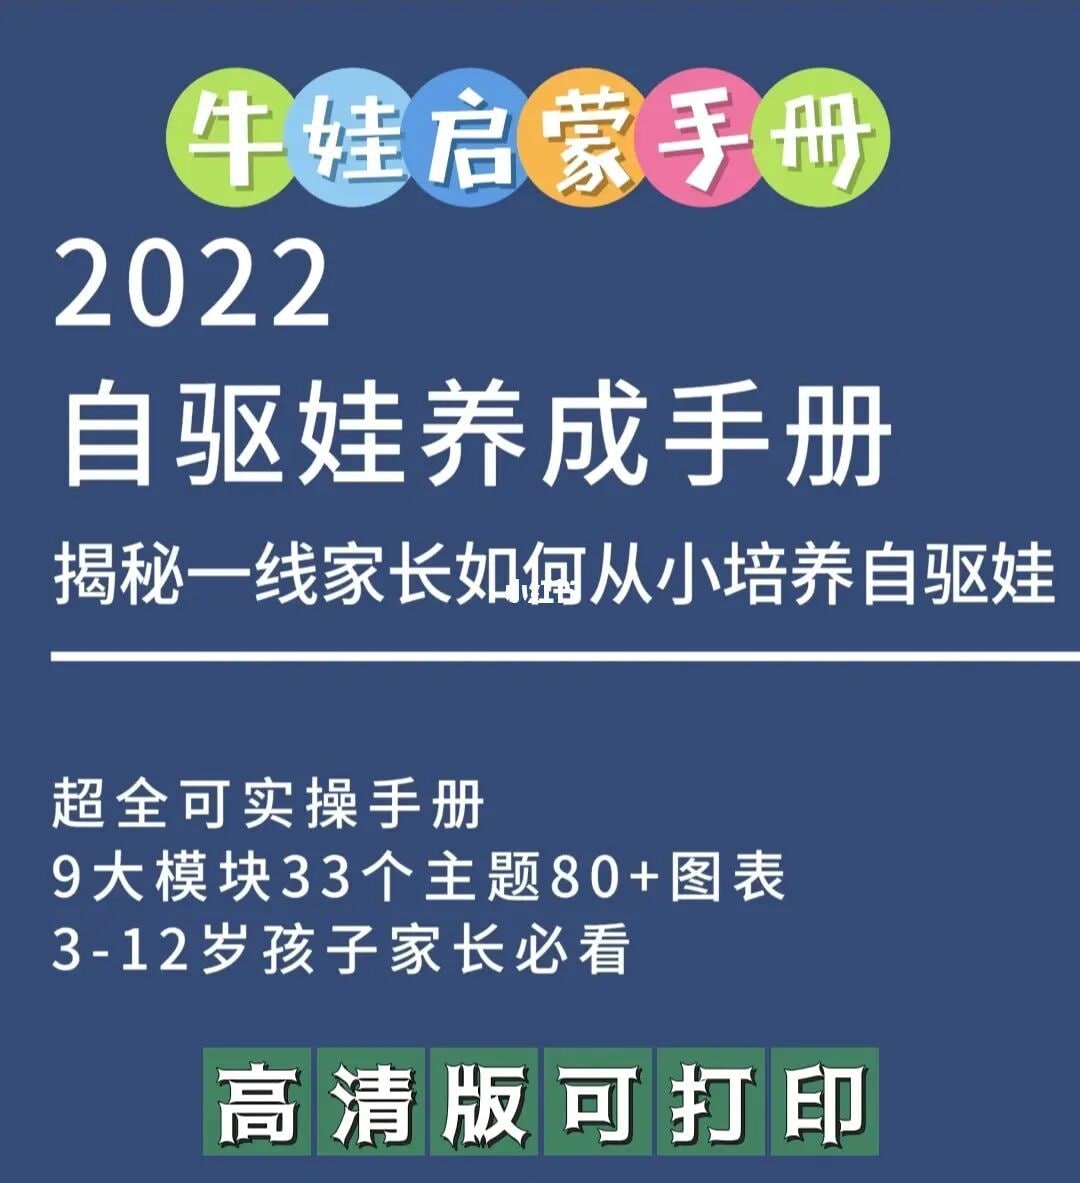 牛娃启蒙手册
2022
自驱娃养成手册
揭秘一线家长如何从小培养自驱娃
小红书
超全可实操手册
9大模块33个主题80+图表
3-12岁孩子家长必看
高清版可打印